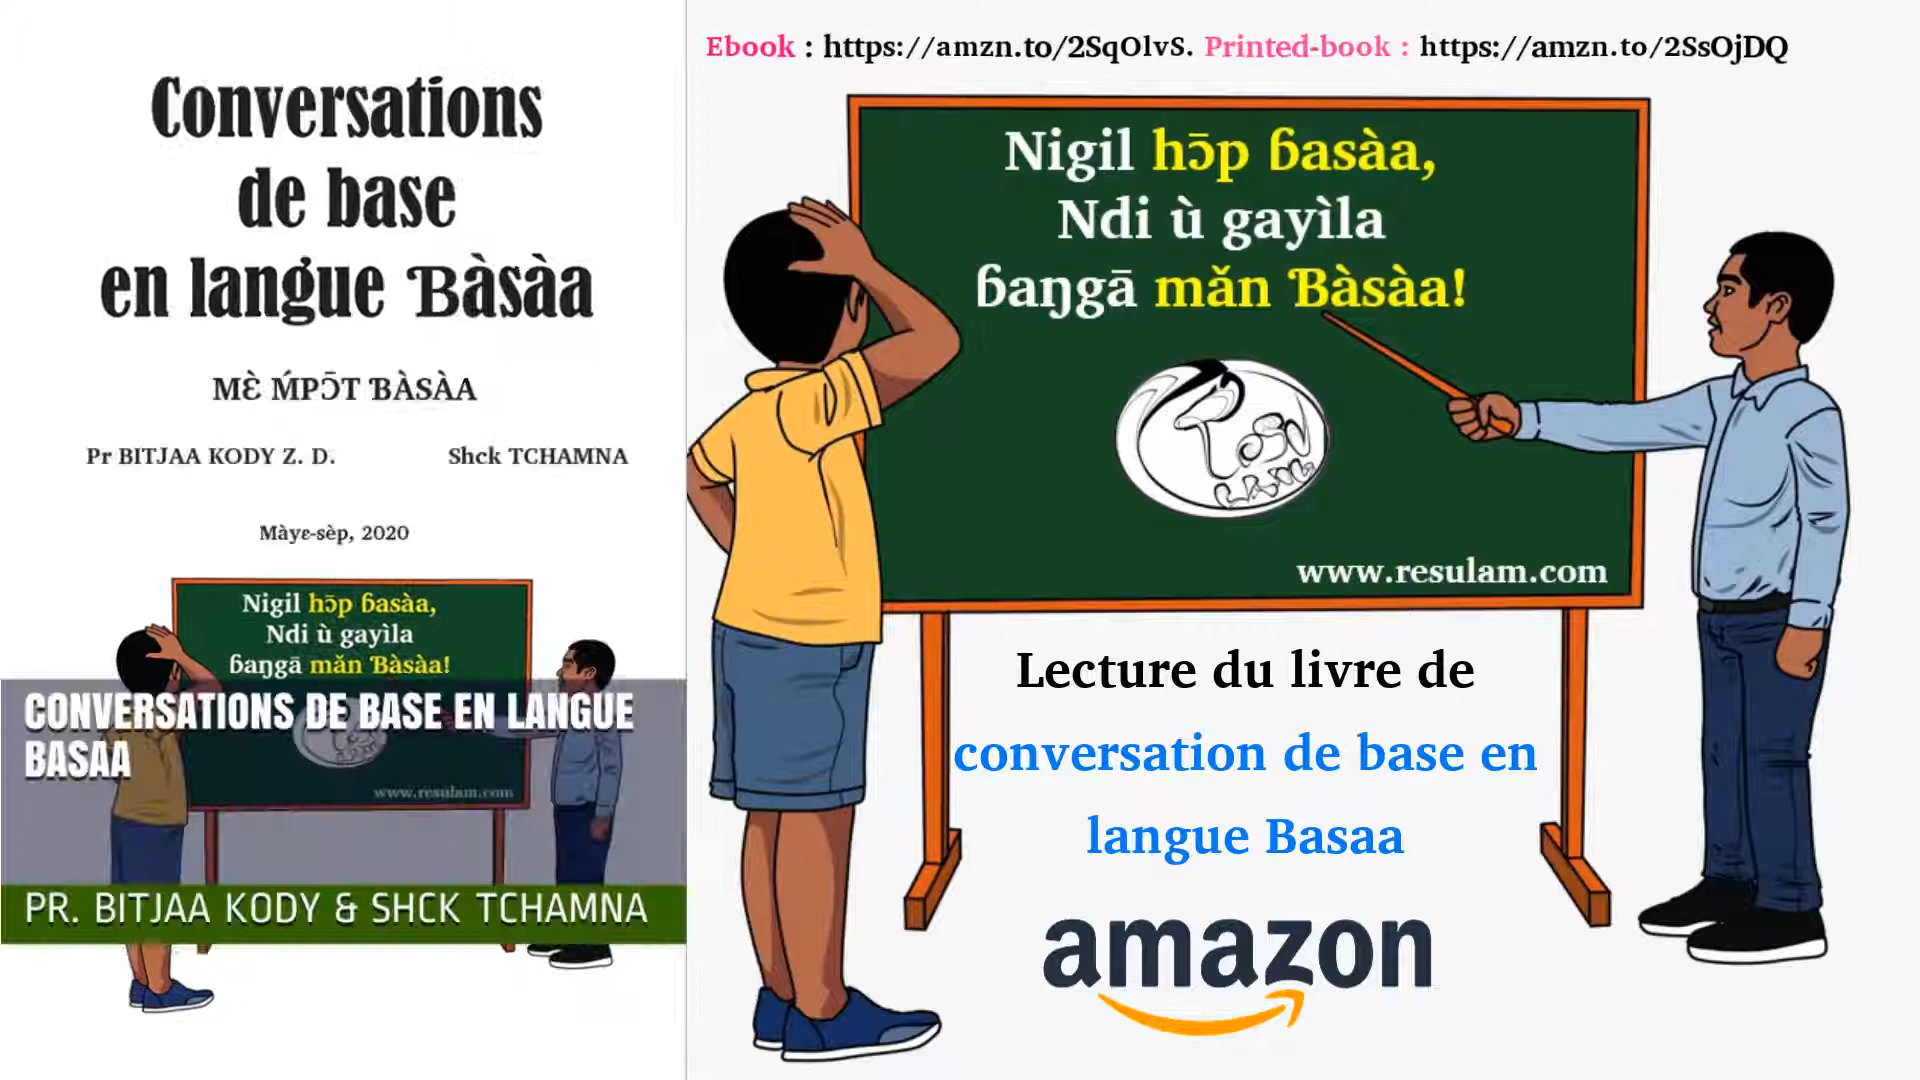 Conversations
de base
en langue Ɓàsàa
MƐ̀ ḾPƆ̄T ƁÀSÀA
Pr BITJAA KODY Z. D. Shck TCHAMNA
Màyɛ-sèp, 2020
Nigil hɔ̄p ɓasàa,
Ndi ù gayìla
ɓaŋgā mǎn Ɓàsàa!
CONVERSATIONS DE BASE EN LANGUE
BASAA
www.resulam.com
PR. BITJAA KODY & SHCK TCHAMNA
Ebook : https://amzn.to/2SqOlvS. Printed-book : https://amzn.to/2SsOjDQ
Nigil hɔ̄p ɓasàa,
Ndi ù gayìla
ɓaŋgā mǎn Ɓàsàa!
Resu
LAM
www.resulam.com
Lecture du livre de
conversation de base en
langue Basaa
amazon